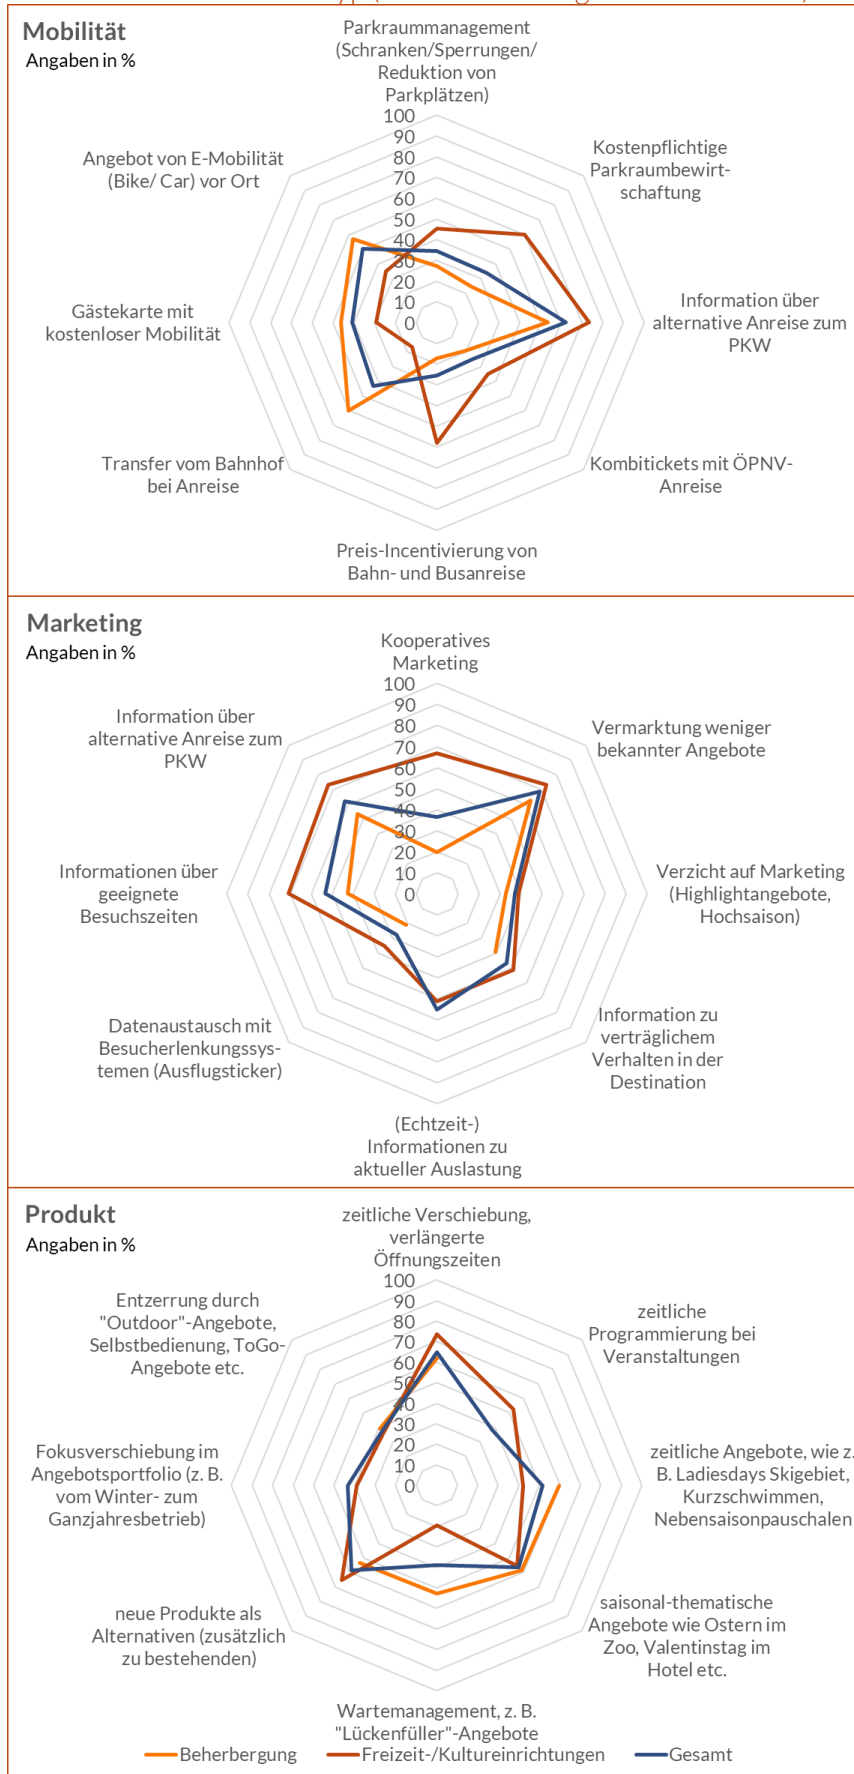 Mobilität
Angaben in %
Parkraummanagement
(Schranken/Sperrungen/
Reduktion von
Parkplätzen)
Kostenpflichtige
Parkraumbewirt-
schaftung
Information über
alternative Anreise zum
PKW
Kombitickets mit ÖPNV-
Anreise
Preis-Incentivierung von
Bahn- und Busanreise
Transfer vom Bahnhof
bei Anreise
Gästekarte mit
kostenloser Mobilität
Angebot von E-Mobilität
(Bike/ Car) vor Ort
100
90
80
70
60
50
40
30
20
10
0
Marketing
Angaben in %
Kooperatives
Marketing
Vermarktung weniger
bekannter Angebote
Verzicht auf Marketing
(Highlightangebote,
Hochsaison)
Information zu
verträglichem
Verhalten in der
Destination
(Echtzeit-)
Informationen zu
aktueller Auslastung
Datenaustausch mit
Besucherlenkungssys-
temen (Ausflugsticker)
Informationen über
geeignete
Besuchszeiten
Information über
alternative Anreise zum
PKW
100
90
80
70
60
50
40
30
20
10
0
Produkt
Angaben in %
zeitliche Verschiebung,
verlängerte
Öffnungszeiten
zeitliche
Programmierung bei
Veranstaltungen
zeitliche Angebote, wie z.
B. Ladiesdays Skigebiet,
Kurzschwimmen,
Nebensaisonpauschalen
saisonal-thematische
Angebote wie Ostern im
Zoo, Valentinstag im
Hotel etc.
Wartemanagement, z. B.
"Lückenfüller"-Angebote
neue Produkte als
Alternativen (zusätzlich
zu bestehenden)
Fokusverschiebung im
Angebotsportfolio (z. B.
vom Winter- zum
Ganzjahresbetrieb)
Entzerrung durch
"Outdoor"-Angebote,
Selbstbedienung, ToGo-
Angebote etc.
100
90
80
70
60
50
40
30
20
10
0
Beherbergung
Freizeit-/Kultureinrichtungen
Gesamt